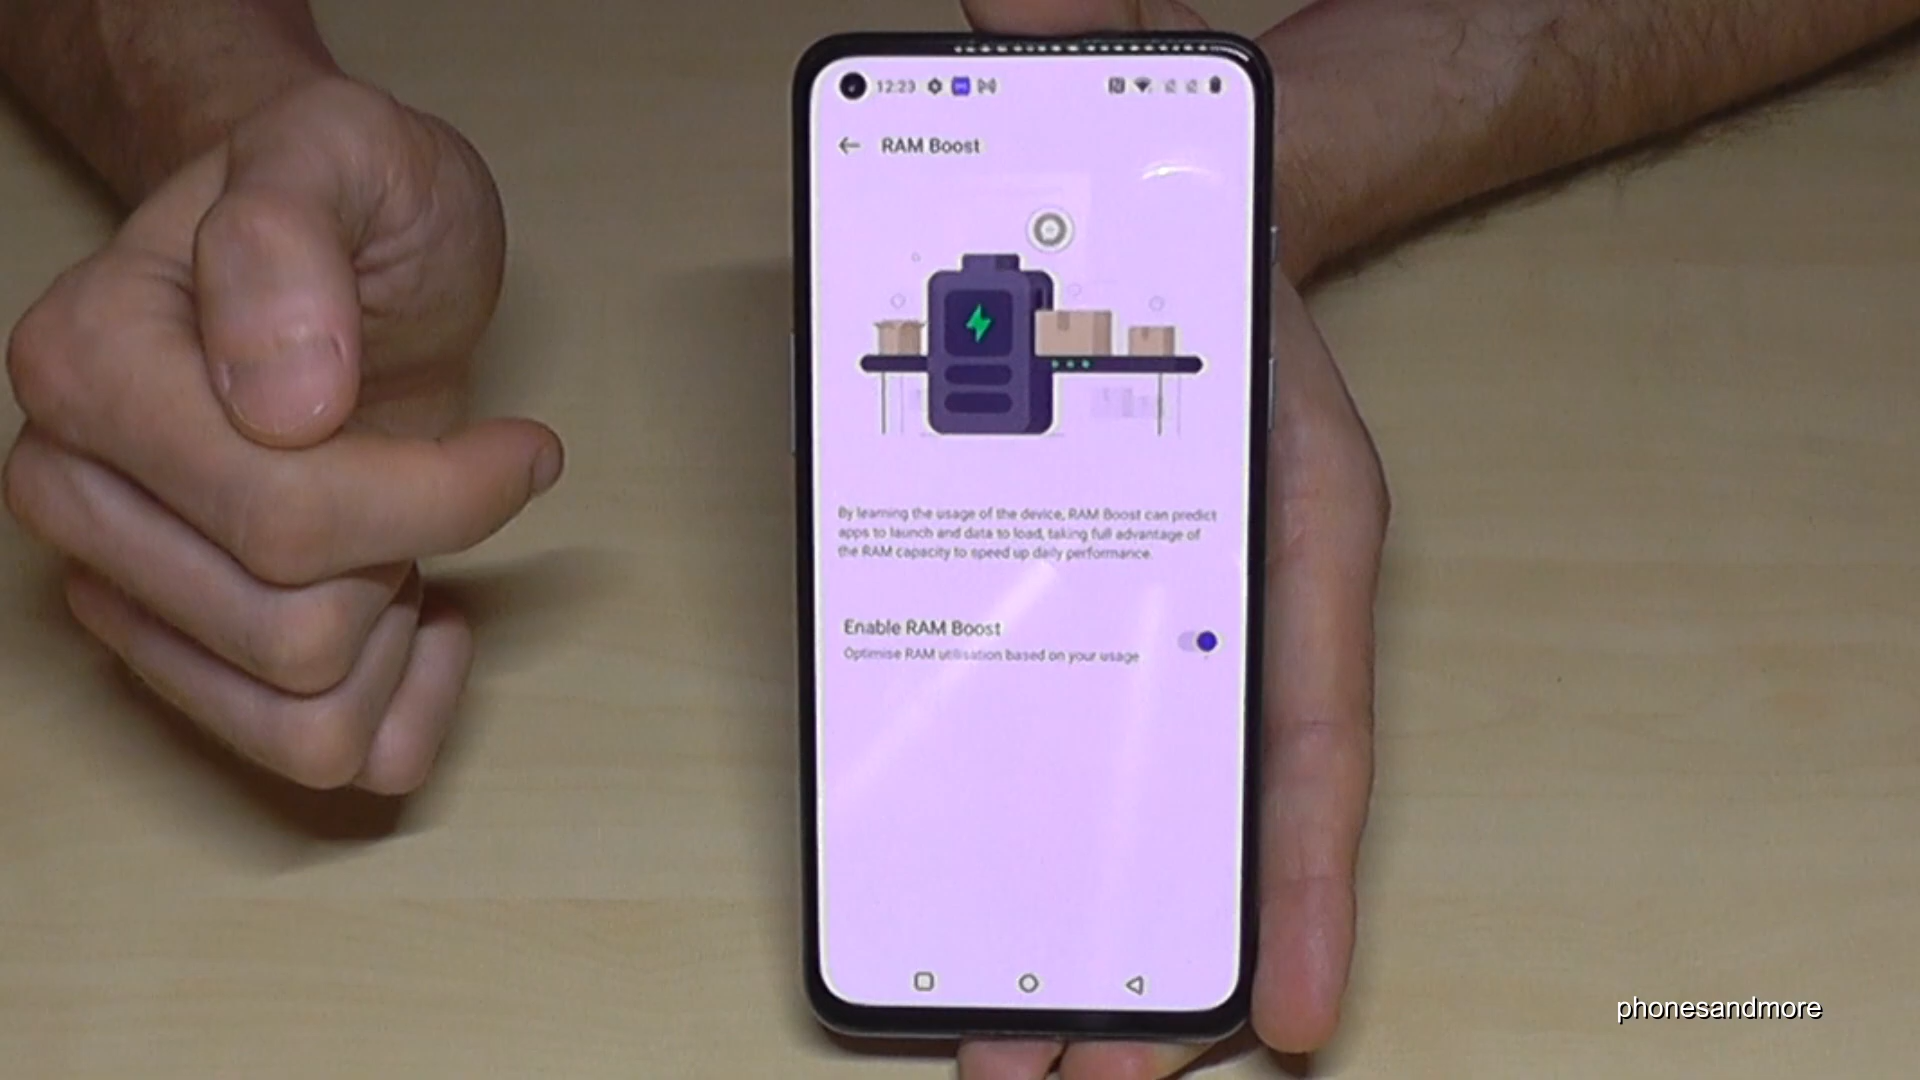 12:23
RAM Boost
By learning the usage of the device, RAM Boost can predict
apps to launch and data to load, taking full advantage of
the RAM capacity to speed up daily performance.
Enable RAM Boost
Optimise RAM utilisation based on your usage
phonesandmore